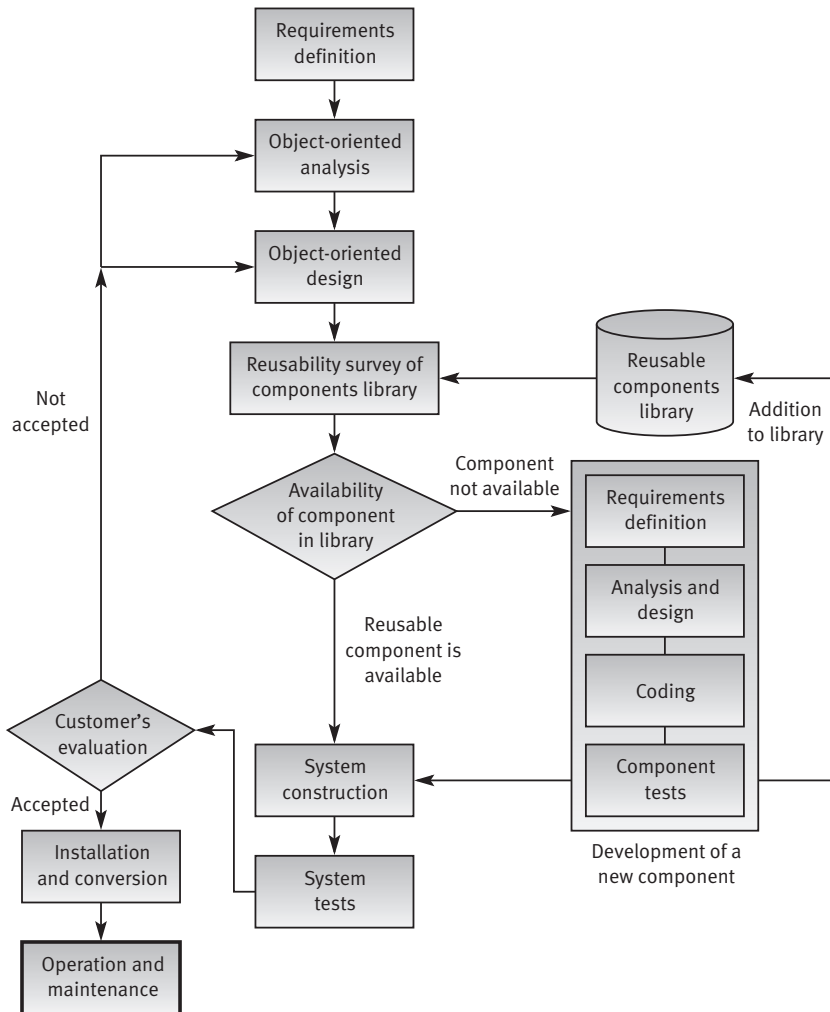 Requirements
definition
Object-oriented
analysis
Object-oriented
design
Reusability survey of
components library
Reusable
components
library
Addition
to library
Not
accepted
Availability
of component
in library
Component
not available
Requirements
definition
Analysis and
design
Coding
Component
tests
Development of a
new component
Reusable
component is
available
Customer’s
evaluation
System
construction
Accepted
Installation
and conversion
System
tests
Operation and
maintenance